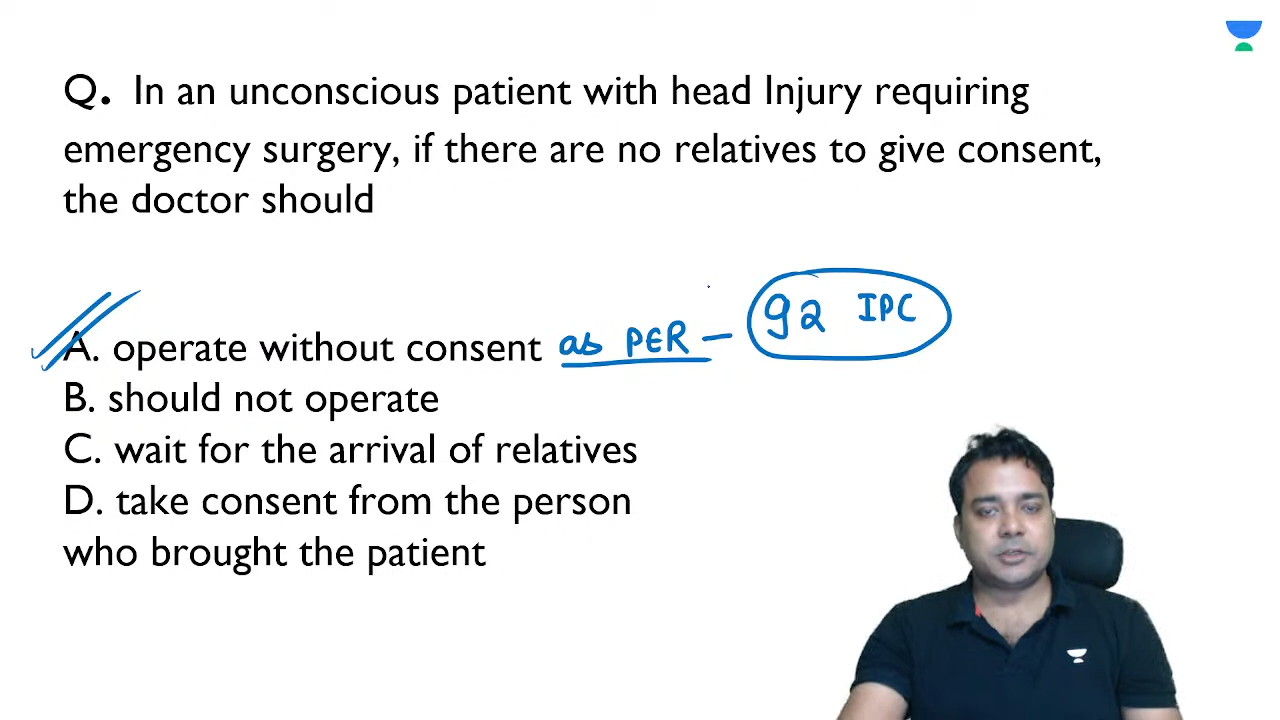 Q. In an unconscious patient with head Injury requiring
emergency surgery, if there are no relatives to give consent,
the doctor should
A. operate without consent as PER – 92 IPC
B. should not operate
C. wait for the arrival of relatives
D. take consent from the person
who brought the patient